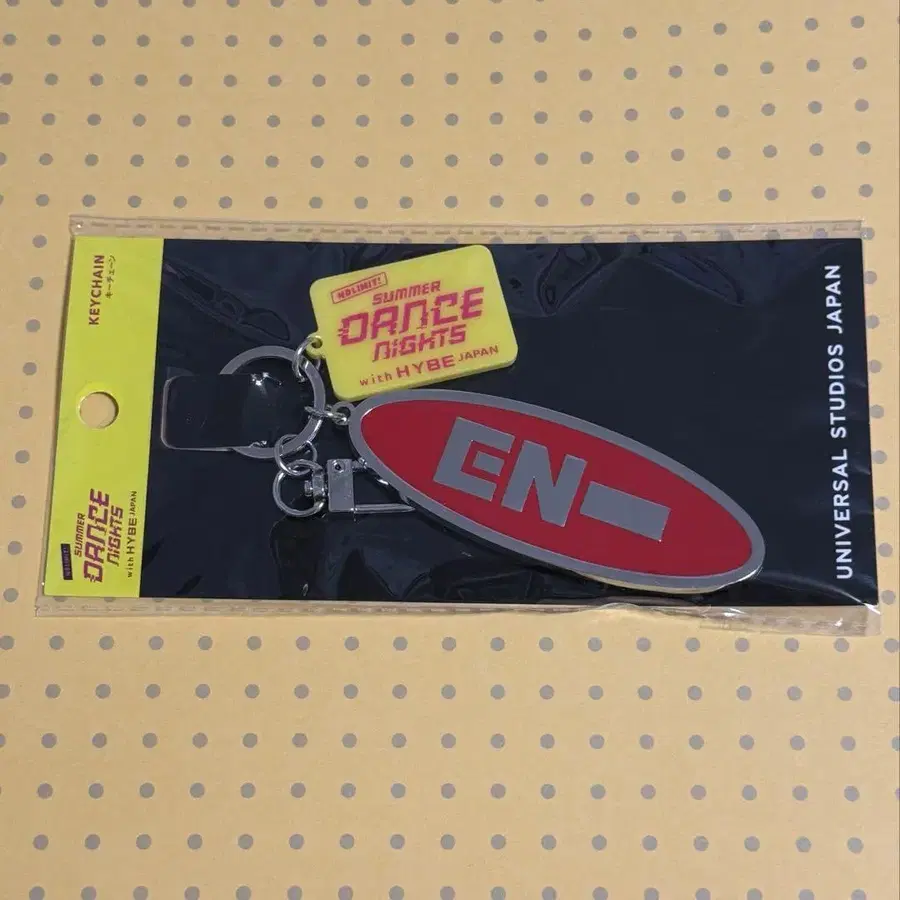 KEYCHAIN
キーチェーン
NO LIMIT!
SUMMER
DANCE
NIGHTS
with HYBE JAPAN
NO LIMIT!
SUMMER
DANCE
NIGHTS
with HYBE JAPAN
EN-
UNIVERSAL STUDIOS JAPAN